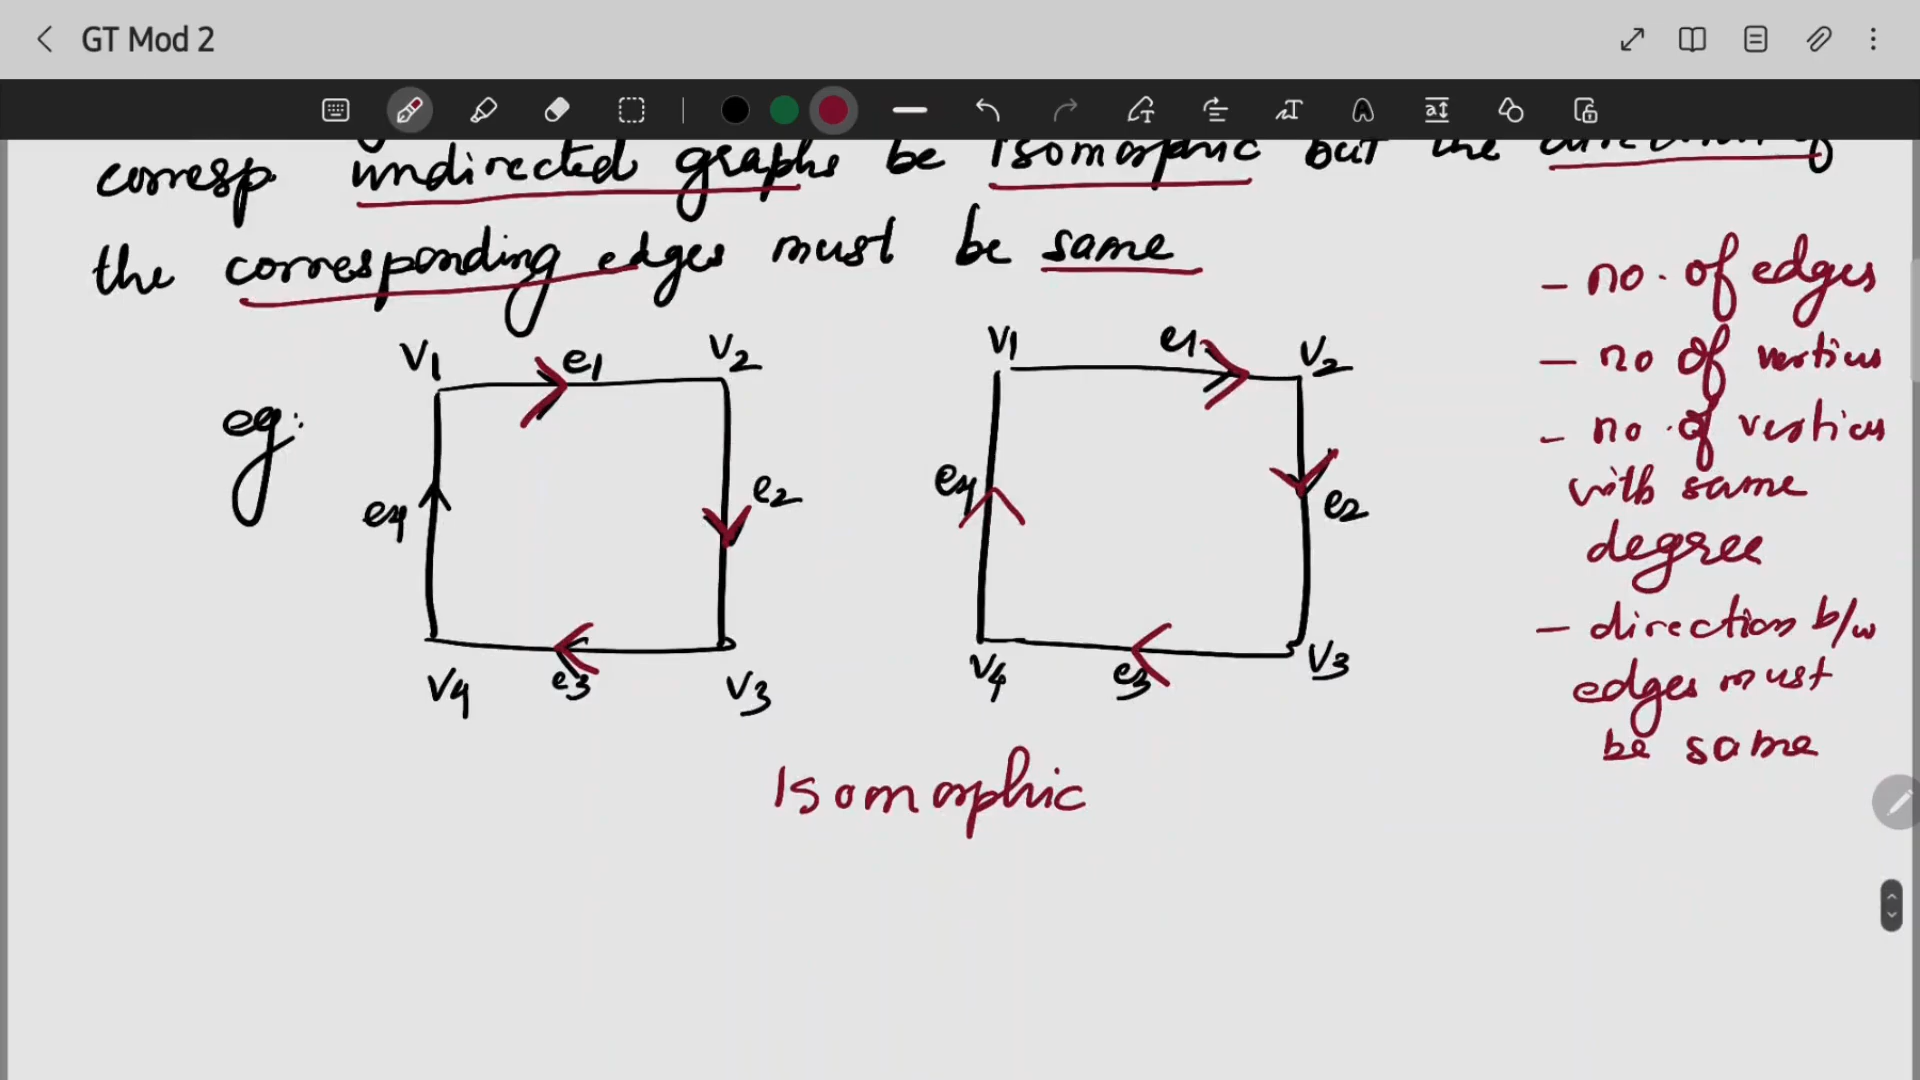 GT Mod 2
corresp. undirected graphs be Isomorphic but the direction of
the corresponding edges must be same
- no. of edges
- no of vertices
- no. of vertices
with same
degree
- direction b/w
edges must
be same
eg:
V1 e1 V2
e4 e2
V4 e3 V3
V1 e1 V2
e4 e2
V4 e3 V3
Isomorphic